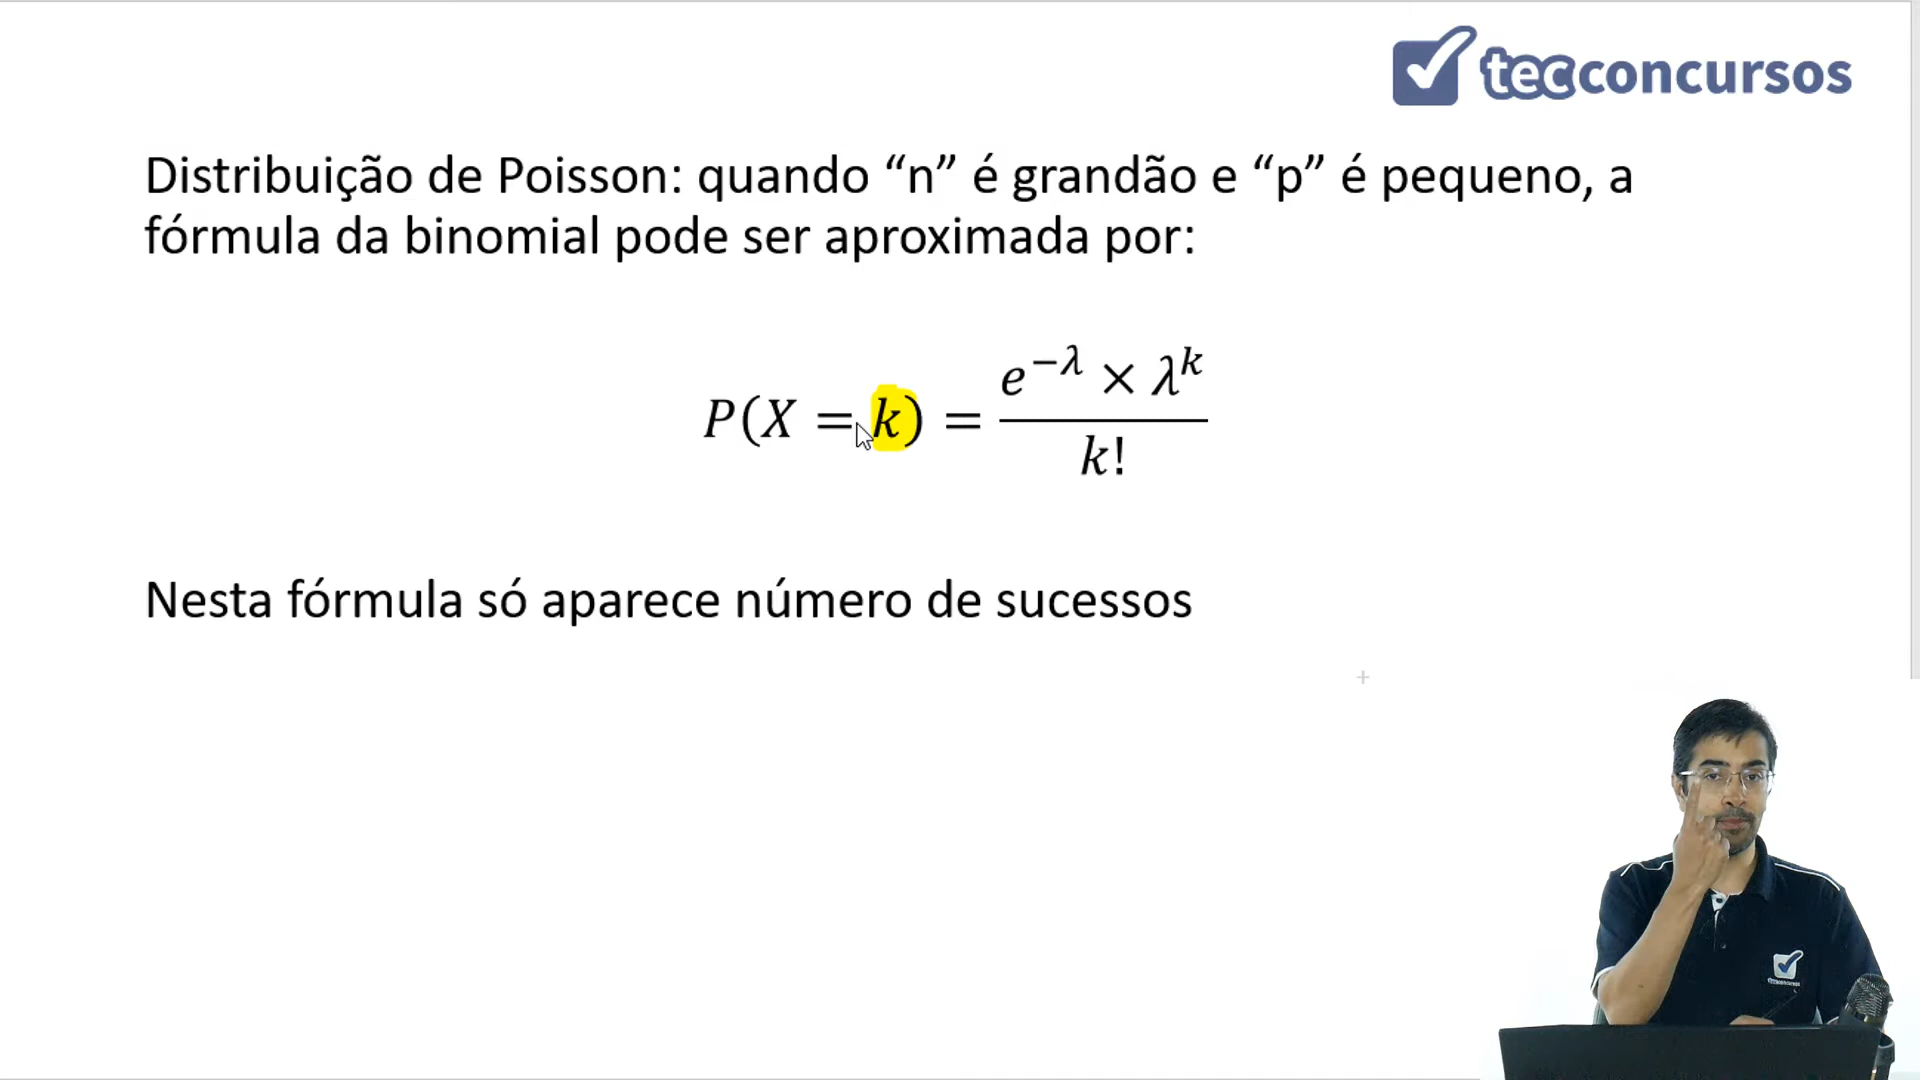 tecconcursos
Distribuição de Poisson: quando “n” é grandão e “p” é pequeno, a
fórmula da binomial pode ser aproximada por:
P(X = k) = \frac{e^{-λ} × λ^k}{k!}
Nesta fórmula só aparece número de sucessos